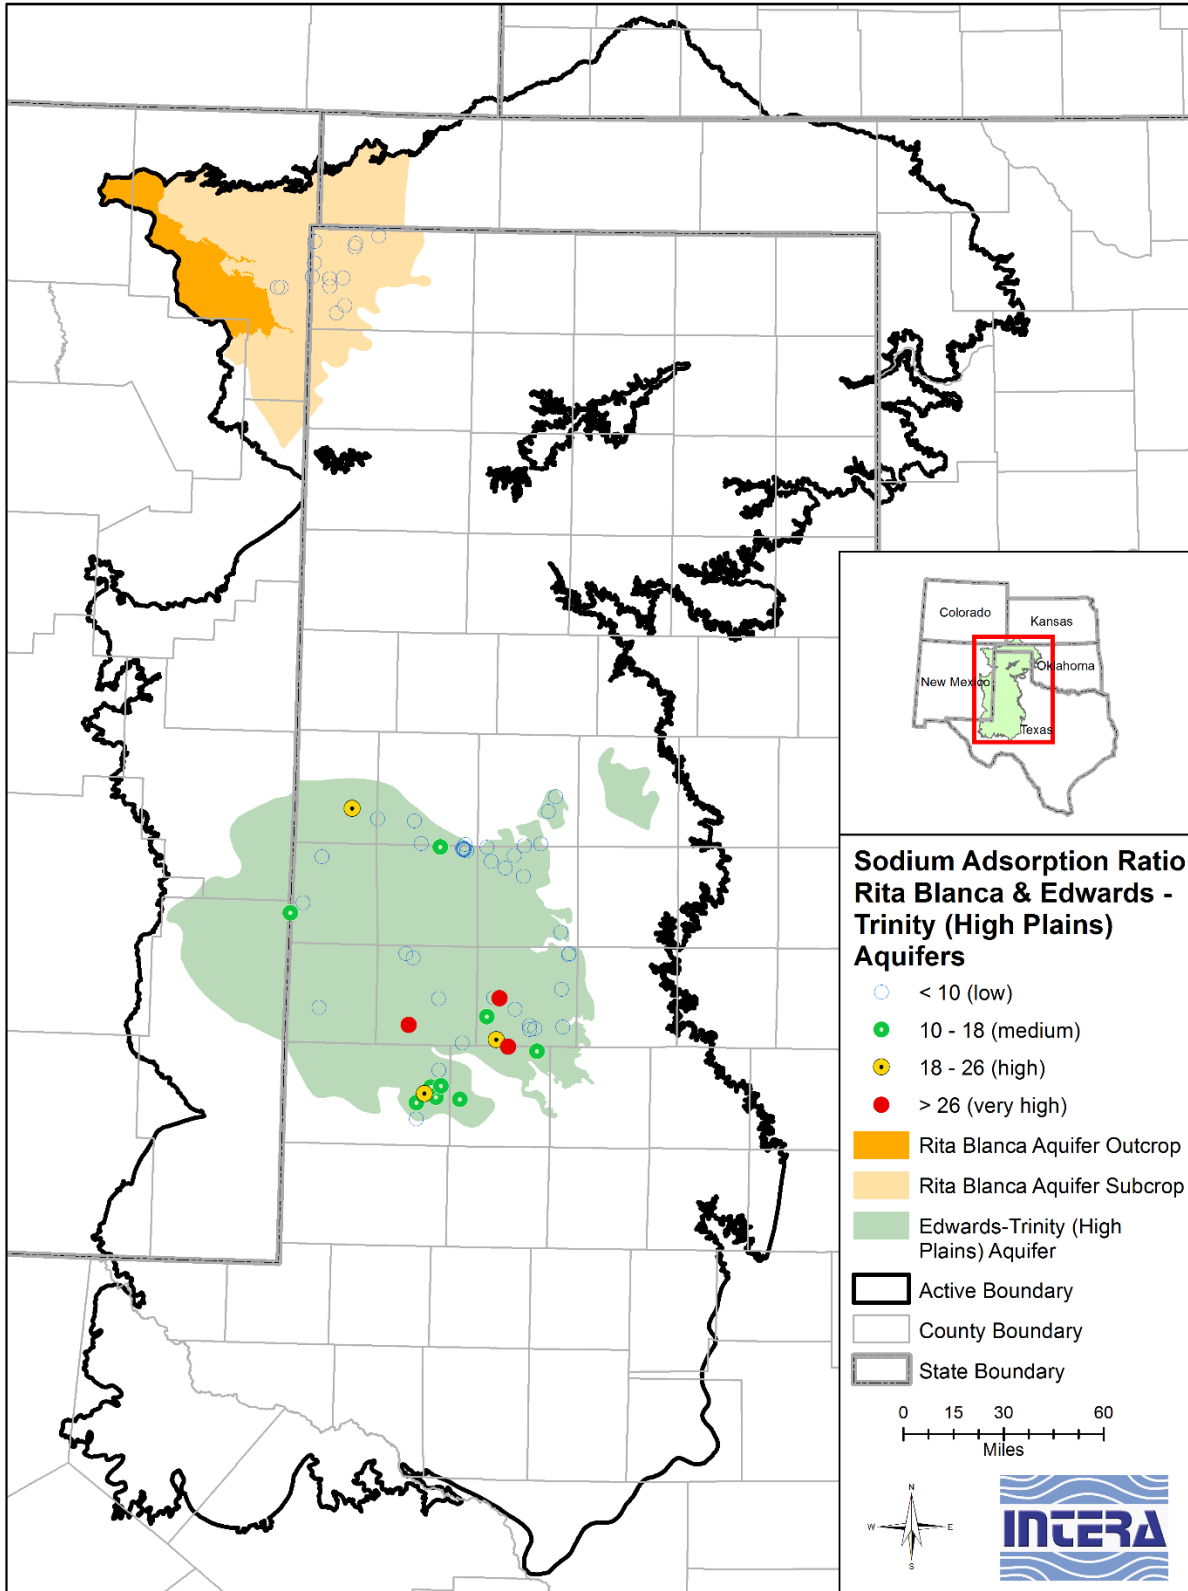 Colorado
Kansas
New Mexico
Oklahoma
Texas
Sodium Adsorption Ratio
Rita Blanca & Edwards -
Trinity (High Plains)
Aquifers
< 10 (low)
10 - 18 (medium)
18 - 26 (high)
> 26 (very high)
Rita Blanca Aquifer Outcrop
Rita Blanca Aquifer Subcrop
Edwards-Trinity (High
Plains) Aquifer
Active Boundary
County Boundary
State Boundary
0 15 30 60
Miles
N
W E
S
INTERA